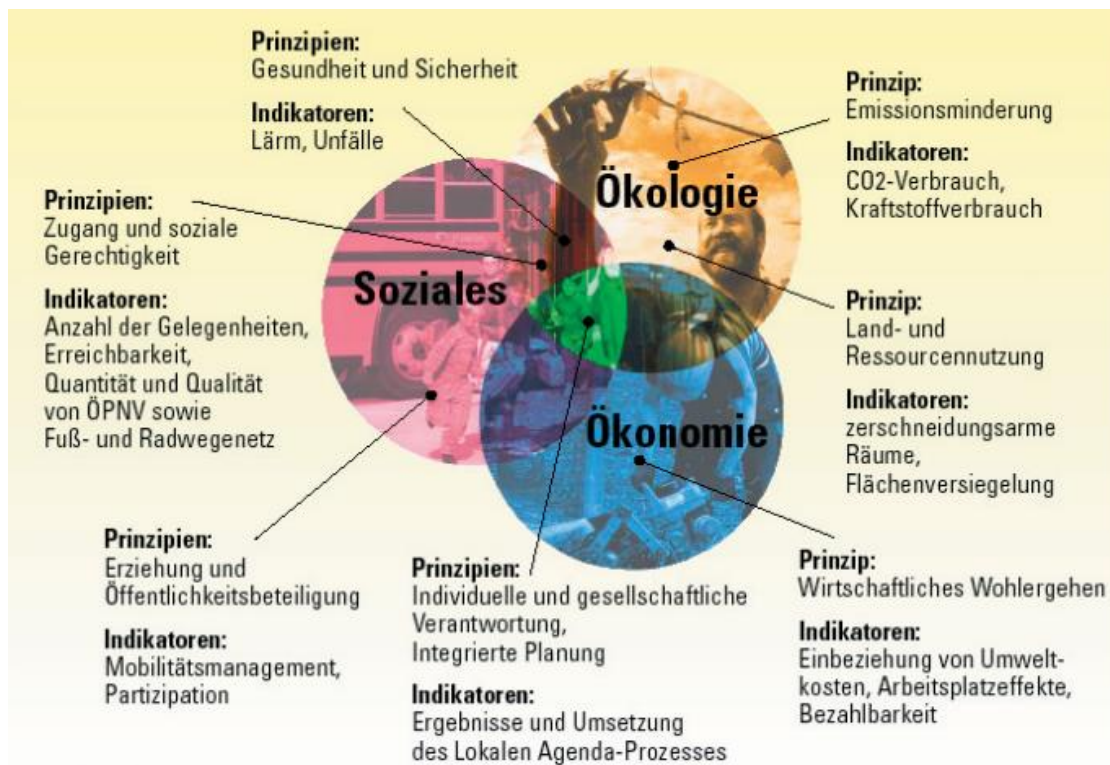 Prinzipien:
Gesundheit und Sicherheit
Indikatoren:
Lärm, Unfälle
Prinzip:
Emissionsminderung
Indikatoren:
CO2-Verbrauch,
Kraftstoffverbrauch
Prinzipien:
Zugang und soziale
Gerechtigkeit
Indikatoren:
Anzahl der Gelegenheiten,
Erreichbarkeit,
Quantität und Qualität
von ÖPNV sowie
Fuß- und Radwegenetz
Ökologie
Soziales
Ökonomie
Prinzip:
Land- und
Ressourcennutzung
Indikatoren:
zerschneidungsarme
Räume,
Flächenversiegelung
Prinzipien:
Erziehung und
Öffentlichkeitsbeteiligung
Indikatoren:
Mobilitätsmanagement,
Partizipation
Prinzipien:
Individuelle und gesellschaftliche
Verantwortung,
Integrierte Planung
Indikatoren:
Ergebnisse und Umsetzung
des Lokalen Agenda-Prozesses
Prinzip:
Wirtschaftliches Wohlergehen
Indikatoren:
Einbeziehung von Umwelt-
kosten, Arbeitsplatzeffekte,
Bezahlbarkeit